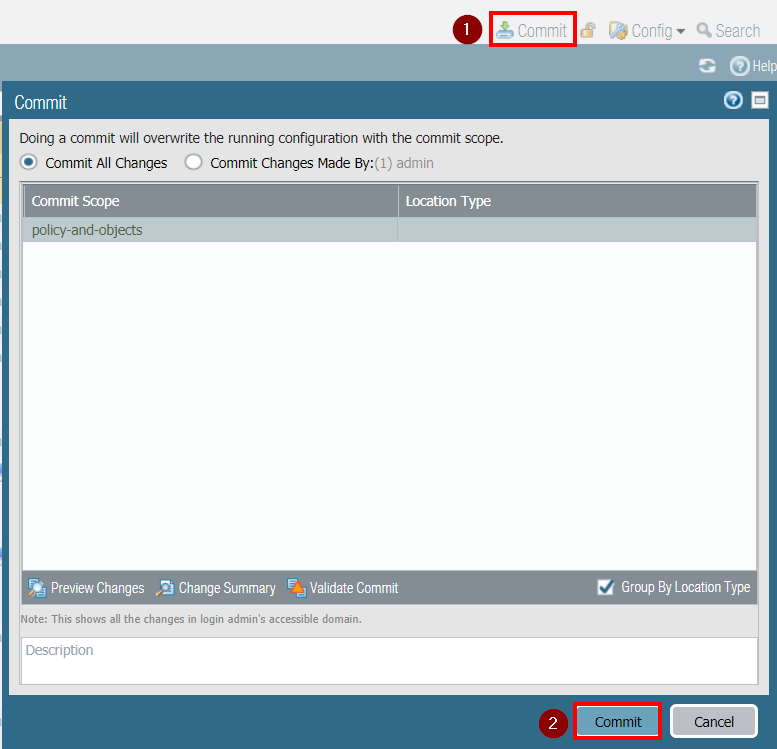 1 Commit Config Search
Help
Commit
Doing a commit will overwrite the running configuration with the commit scope.
Commit All Changes Commit Changes Made By:(1) admin
Commit Scope Location Type
policy-and-objects
Preview Changes Change Summary Validate Commit Group By Location Type
Note: This shows all the changes in login admin's accessible domain.
Description
2 Commit Cancel